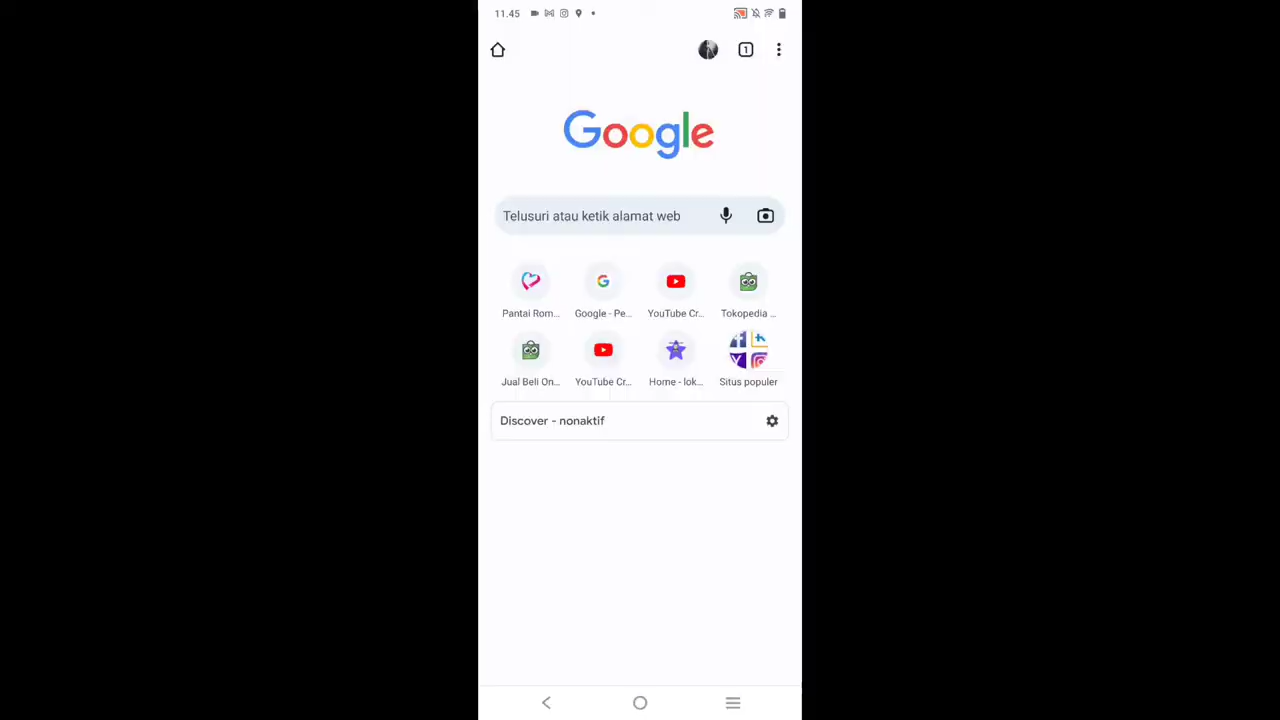 11.45
1
Google
Telusuri atau ketik alamat web
Pantai Rom...
Google - Pe...
YouTube Cr...
Tokopedia ...
Jual Beli On...
YouTube Cr...
Home - lok...
Situs populer
Discover - nonaktif